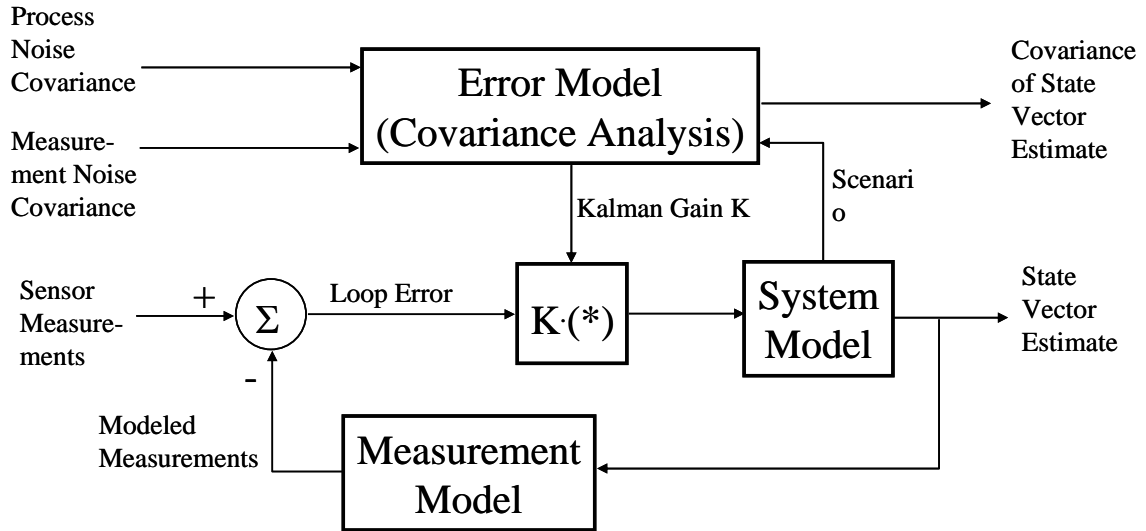 Process
Noise
Covariance
Measure-
ment Noise
Covariance
Error Model
(Covariance Analysis)
Covariance
of State
Vector
Estimate
Kalman Gain K
Scenari
o
Sensor
Measure-
ments
+
Σ
-
Loop Error
K·(*)
System
Model
State
Vector
Estimate
Modeled
Measurements
Measurement
Model